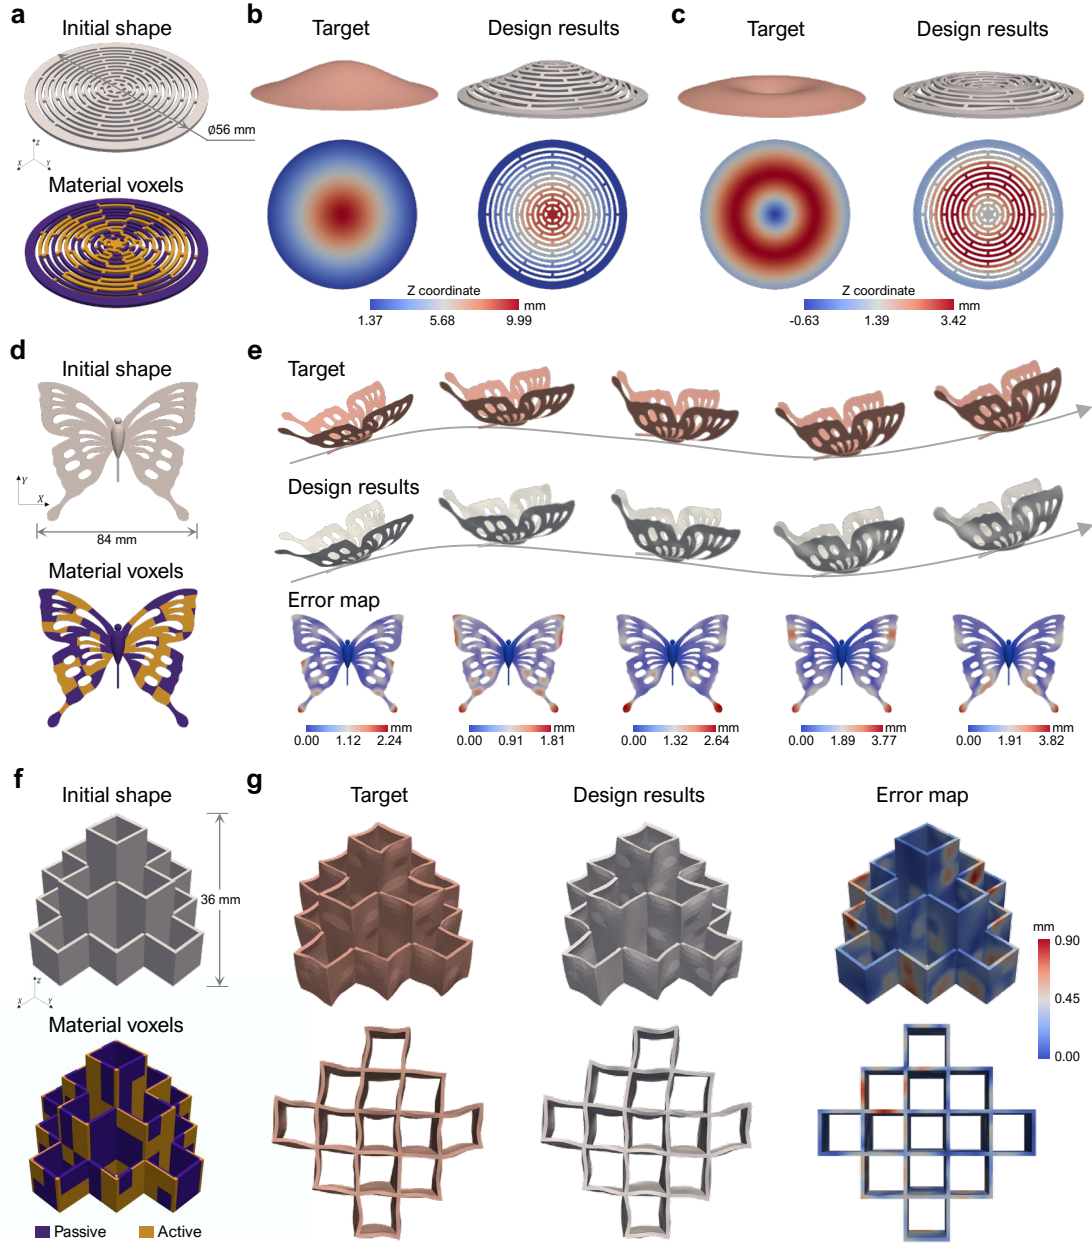 a
Initial shape
Ø56 mm
Z
X
Y
Material voxels
b
Target
Design results
Z coordinate
mm
1.37
5.68
9.99
c
Target
Design results
Z coordinate
mm
-0.63
1.39
3.42
d
Initial shape
Y
X
84 mm
Material voxels
e
Target
Design results
Error map
mm
0.00
1.12
2.24
mm
0.00
0.91
1.81
mm
0.00
1.32
2.64
mm
0.00
1.89
3.77
mm
0.00
1.91
3.82
f
Initial shape
36 mm
Z
X
Y
Material voxels
Passive
Active
g
Target
Design results
Error map
mm
0.90
0.45
0.00